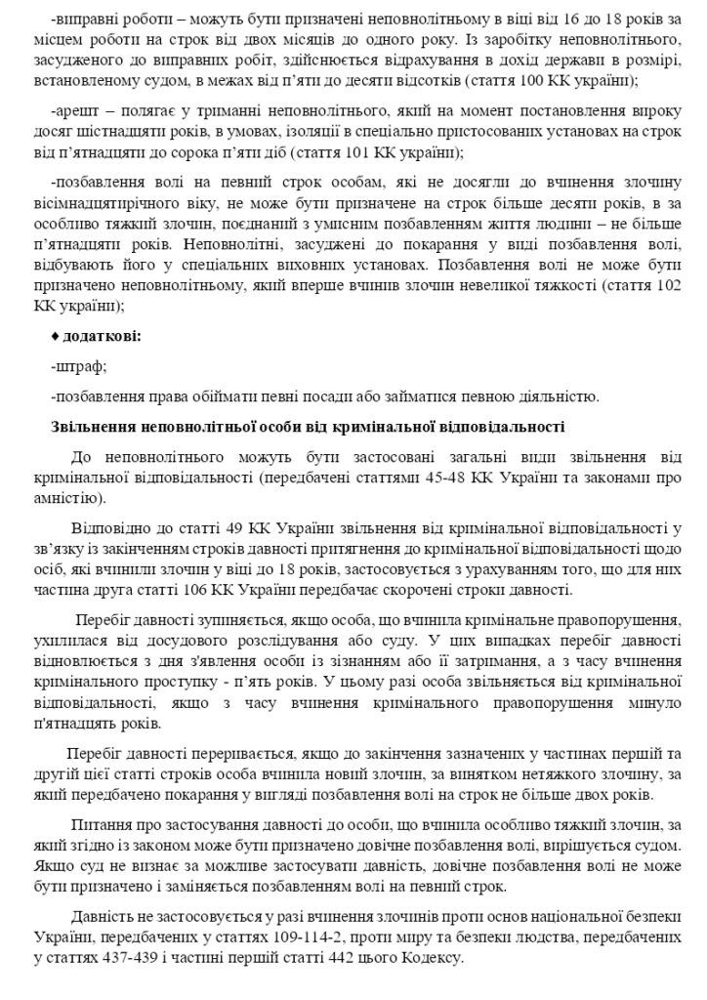 -виправні роботи – можуть бути призначені неповнолітньому в віці від 16 до 18 років за
місцем роботи на строк від двох місяців до одного року. Із заробітку неповнолітнього,
засудженого до виправних робіт, здійснюється відрахування в дохід держави в розмірі,
встановленому судом, в межах від п’яти до десяти відсотків (стаття 100 КК україни);
-арешт – полягає у триманні неповнолітнього, який на момент постановлення вироку
досяг шістнадцяти років, в умовах, ізоляції в спеціально пристосованих установах на строк
від п’ятнадцяти до сорока п’яти діб (стаття 101 КК україни);
-позбавлення волі на певний строк особам, які не досягли до вчинення злочину
вісімнадцятирічного віку, не може бути призначене на строк більше десяти років, в за
особливо тяжкий злочин, поєднаний з умисним позбавленням життя людини – не більше
п’ятнадцяти років. Неповнолітні, засуджені до покарання у виді позбавлення волі,
відбувають його у спеціальних виховних установах. Позбавлення волі не може бути
призначено неповнолітньому, який вперше вчинив злочин невеликої тяжкості (стаття 102
КК україни);
♦ додаткові:
-штраф;
-позбавлення права обіймати певні посади або займатися певною діяльністю.
Звільнення неповнолітньої особи від кримінальної відповідальності
До неповнолітнього можуть бути застосовані загальні види звільнення від
кримінальної відповідальності (передбачені статтями 45-48 КК України та законами про
амністію).
Відповідно до статті 49 КК України звільнення від кримінальної відповідальності у
зв’язку із закінченням строків давності притягнення до кримінальної відповідальності щодо
осіб, які вчинили злочин у віці до 18 років, застосовується з урахуванням того, що для них
частина друга статті 106 КК України передбачає скорочені строки давності.
Перебіг давності зупиняється, якщо особа, що вчинила кримінальне правопорушення,
ухилилася від досудового розслідування або суду. У цих випадках перебіг давності
відновлюється з дня з'явлення особи із зізнанням або її затримання, а з часу вчинення
кримінального проступку - п’ять років. У цьому разі особа звільняється від кримінальної
відповідальності, якщо з часу вчинення кримінального правопорушення минуло
п'ятнадцять років.
Перебіг давності переривається, якщо до закінчення зазначених у частинах першій та
другій цієї статті строків особа вчинила новий злочин, за винятком нетяжкого злочину, за
який передбачено покарання у вигляді позбавлення волі на строк не більше двох років.
Питання про застосування давності до особи, що вчинила особливо тяжкий злочин, за
який згідно із законом може бути призначено довічне позбавлення волі, вирішується судом.
Якщо суд не визнає за можливе застосувати давність, довічне позбавлення волі не може
бути призначено і заміняється позбавленням волі на певний строк.
Давність не застосовується у разі вчинення злочинів проти основ національної безпеки
України, передбачених у статтях 109-114-2, проти миру та безпеки людства, передбачених
у статтях 437-439 і частині першій статті 442 цього Кодексу.